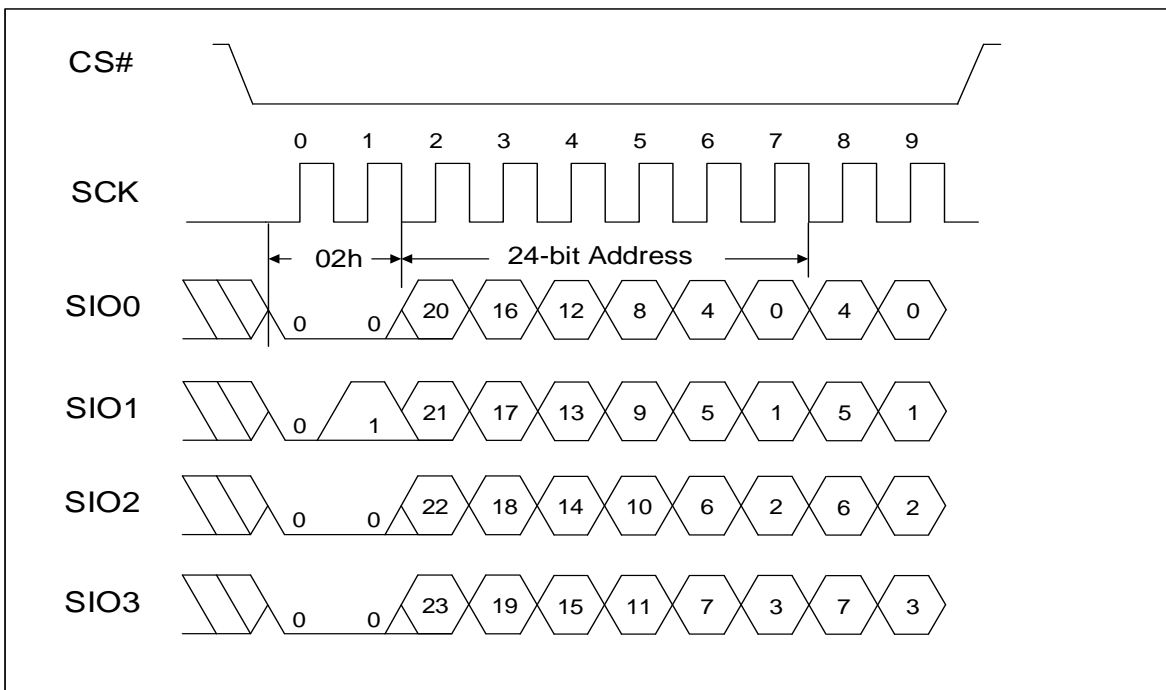 CS#
0 1 2 3 4 5 6 7 8 9
SCK
02h 24-bit Address
SIO0 0 0 20 16 12 8 4 0 4 0
SIO1 0 1 21 17 13 9 5 1 5 1
SIO2 0 0 22 18 14 10 6 2 6 2
SIO3 0 0 23 19 15 11 7 3 7 3